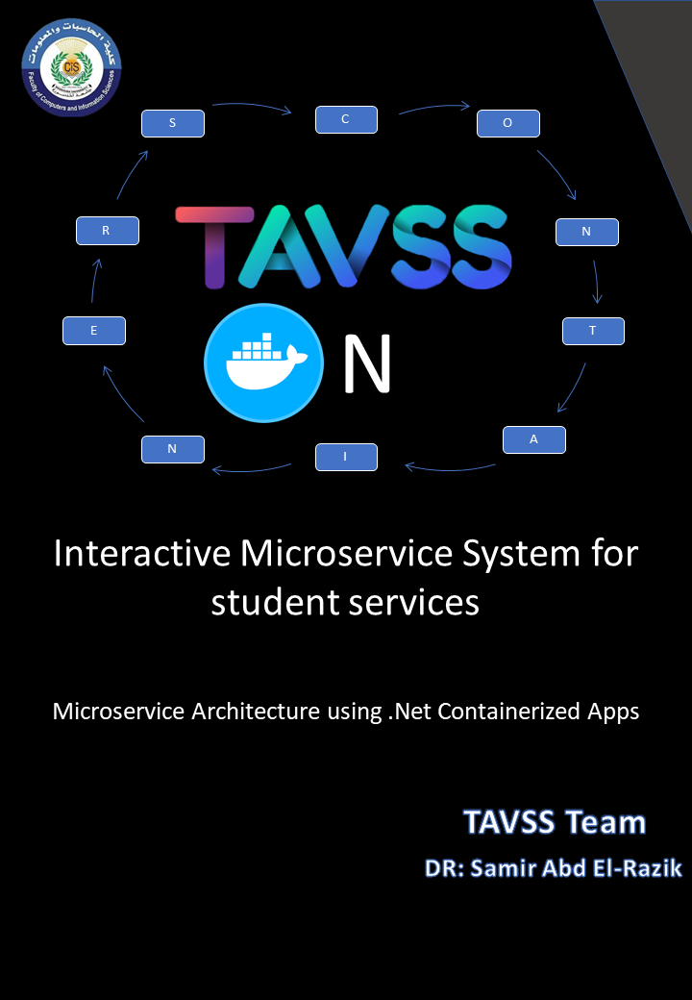 كلية الحاسبات والمعلومات
CiS
Faculty of Computers and Information Sciences
S
C
O
R
N
TAVSS
E
T
N
N
I
A
Interactive Microservice System for
student services
Microservice Architecture using .Net Containerized Apps
TAVSS Team
DR: Samir Abd El-Razik